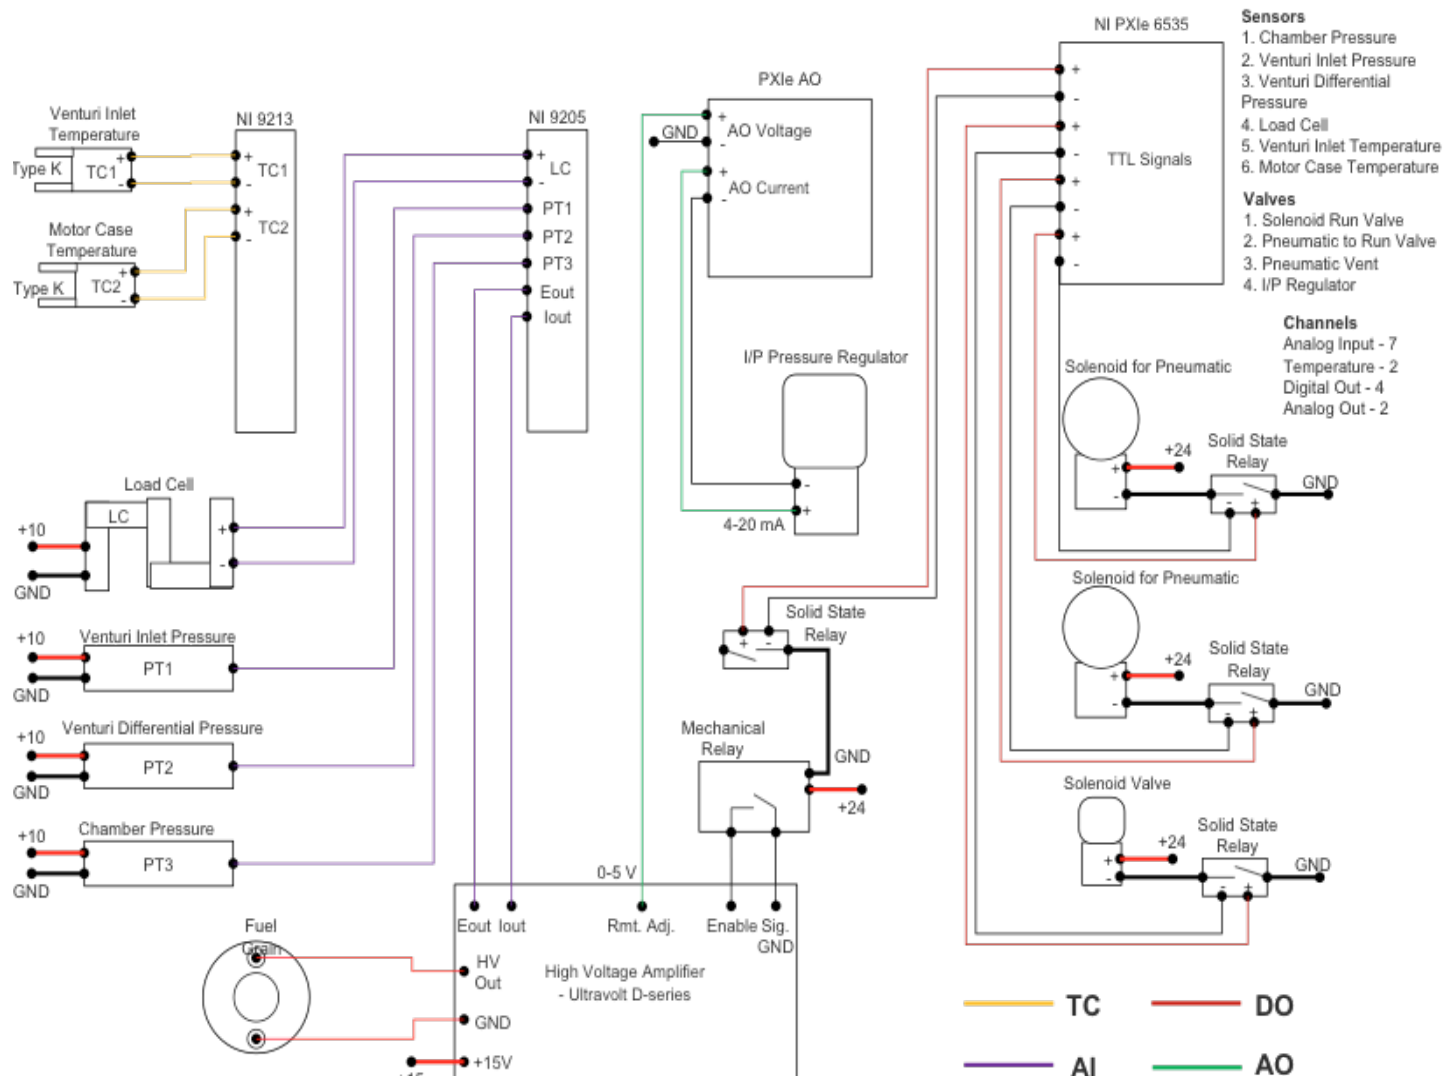 NI PXIe 6535
Sensors
1. Chamber Pressure
2. Venturi Inlet Pressure
3. Venturi Differential
Pressure
4. Load Cell
5. Venturi Inlet Temperature
6. Motor Case Temperature
Valves
1. Solenoid Run Valve
2. Pneumatic to Run Valve
3. Pneumatic Vent
4. I/P Regulator
Channels
Analog Input - 7
Temperature - 2
Digital Out - 4
Analog Out - 2
+
-
+
-
+
-
+
-
TTL Signals
PXIe AO
+
AO Voltage
-
GND
+
AO Current
-
Venturi Inlet
Temperature
Type K
TC1
+
-
Motor Case
Temperature
Type K
TC2
+
-
NI 9213
+
TC1
-
+
TC2
-
NI 9205
+
LC
-
PT1
PT2
PT3
Eout
Iout
I/P Pressure Regulator
-
+
4-20 mA
Solenoid for Pneumatic
+
-
+24
Solid State
Relay
GND
- +
Load Cell
LC
+
-
+10
GND
Solenoid for Pneumatic
+
-
+24
Solid State
Relay
GND
- +
Solid State
Relay
+ -
Venturi Inlet Pressure
+10
PT1
GND
Venturi Differential Pressure
+10
PT2
GND
Chamber Pressure
+10
PT3
GND
Mechanical
Relay
GND
+24
Solenoid Valve
+
-
+24
Solid State
Relay
GND
- +
0-5 V
Eout Iout
Rmt. Adj.
Enable Sig.
GND
Fuel
Grain
HV
Out
High Voltage Amplifier
- Ultravolt D-series
GND
+15V
TC
DO
AI
AO